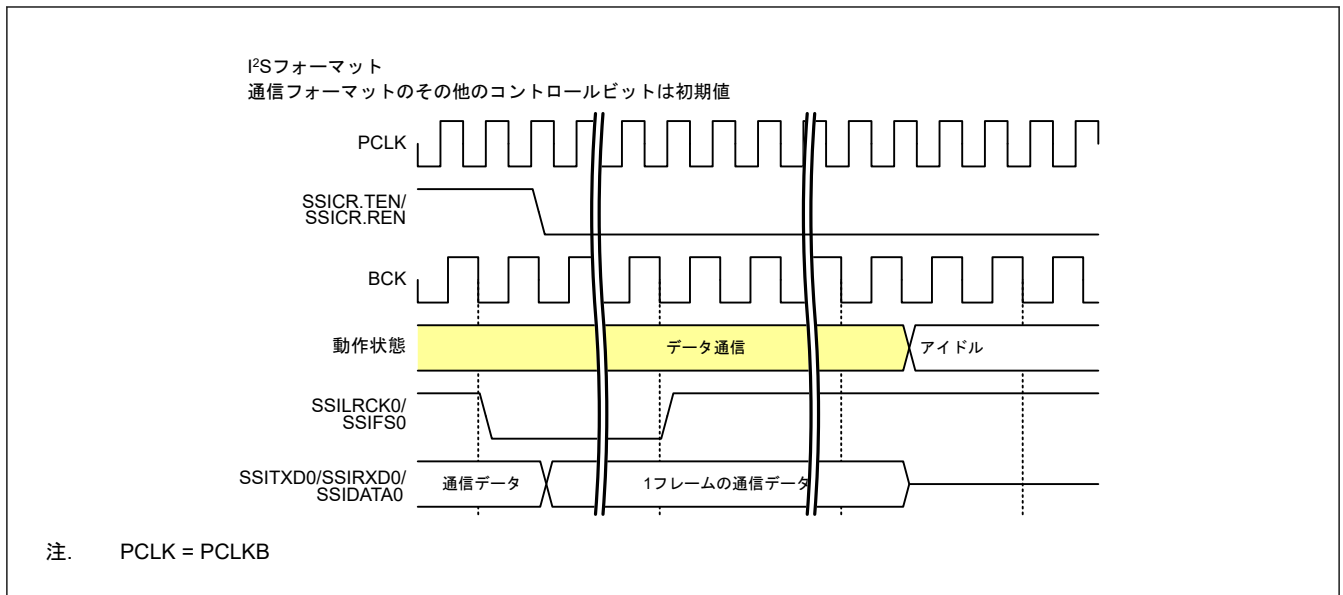 I²Sフォーマット
通信フォーマットのその他のコントロールビットは初期値
PCLK
SSICR.TEN/
SSICR.REN
BCK
動作状態
データ通信
アイドル
SSILRCK0/
SSIFS0
SSITXD0/SSIRXD0/
SSIDATA0
通信データ
1フレームの通信データ
注. PCLK = PCLKB